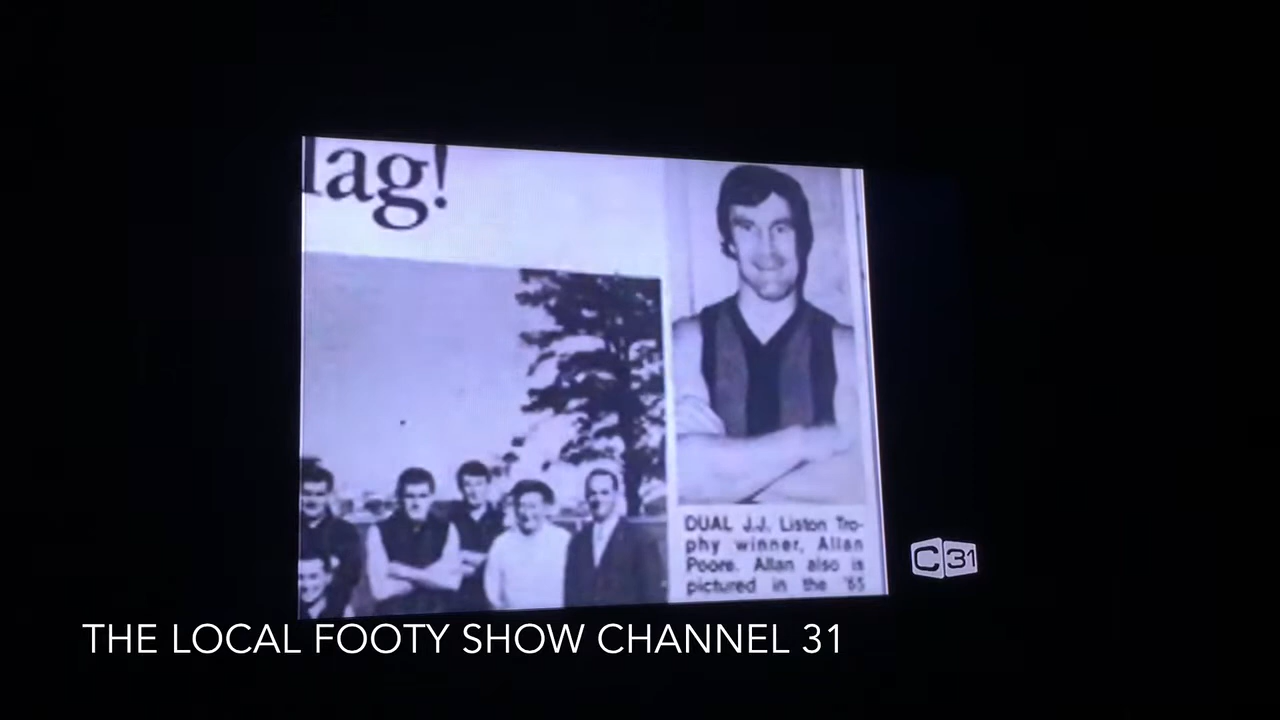 lag!
DUAL J.J. Liston Tro-
phy winner, Allan
Poore. Allan also is
pictured in the '65
C31
THE LOCAL FOOTY SHOW CHANNEL 31